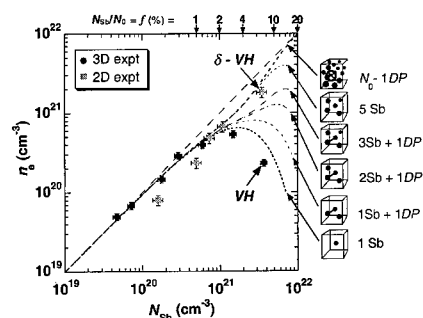 N_Sb/N_0 = f (%) = 1 2 4 10 20
3D expt
2D expt
δ - VH
VH
10^22
10^21
10^20
10^19
n_e (cm^-3)
10^19 10^20 10^21 10^22
N_Sb (cm^-3)
N_0 - 1DP
5 Sb
3Sb + 1DP
2Sb + 1DP
1Sb + 1DP
1 Sb